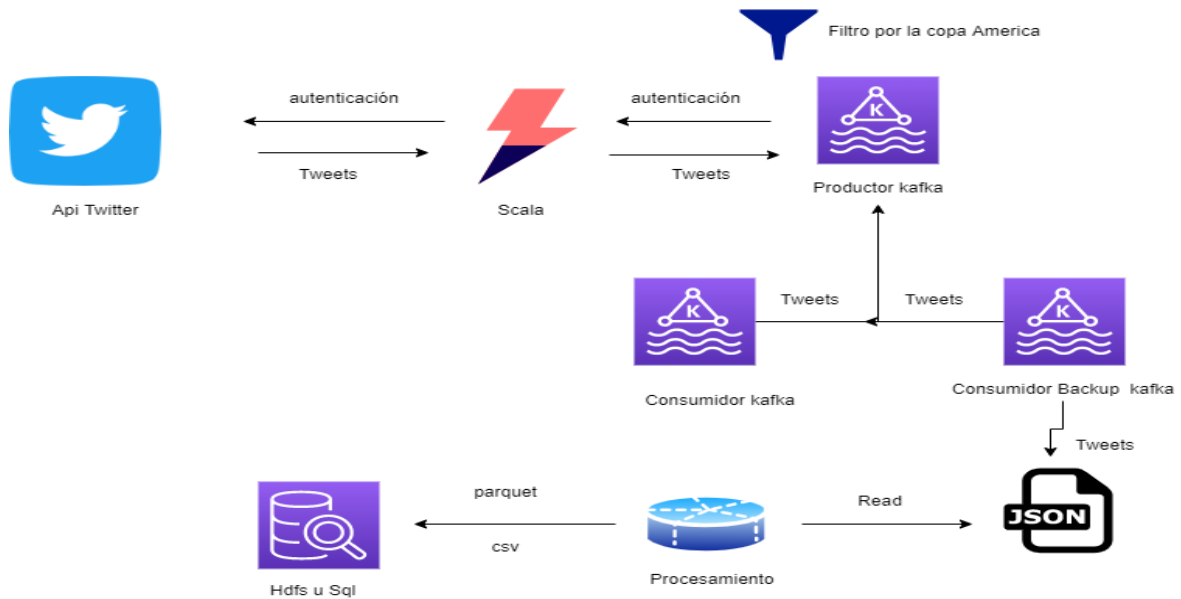 Filtro por la copa America
autenticación
autenticación
K
Tweets
Tweets
Productor kafka
Api Twitter
Scala
K
Tweets
Tweets
K
Consumidor kafka
Consumidor Backup kafka
Tweets
parquet
Read
JSON
csv
Procesamiento
Hdfs u Sql